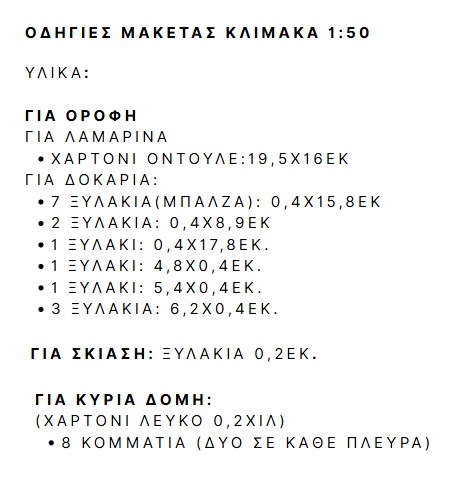 ΟΔΗΓΙΕΣ ΜΑΚΕΤΑΣ ΚΛΙΜΑΚΑ 1:50
ΥΛΙΚΑ:
ΓΙΑ ΟΡΟΦΗ
ΓΙΑ ΛΑΜΑΡΙΝΑ
• ΧΑΡΤΟΝΙ ΟΝΤΟΥΛΕ:19,5Χ16ΕΚ
ΓΙΑ ΔΟΚΑΡΙΑ:
• 7 ΞΥΛΑΚΙΑ(ΜΠΑΛΖΑ): 0,4Χ15,8ΕΚ
• 2 ΞΥΛΑΚΙΑ: 0,4Χ8,9ΕΚ
• 1 ΞΥΛΑΚΙ: 0,4Χ17,8ΕΚ.
• 1 ΞΥΛΑΚΙ: 4,8Χ0,4ΕΚ.
• 1 ΞΥΛΑΚΙ: 5,4Χ0,4ΕΚ.
• 3 ΞΥΛΑΚΙΑ: 6,2Χ0,4ΕΚ.
ΓΙΑ ΣΚΙΑΣΗ: ΞΥΛΑΚΙΑ 0,2ΕΚ.
ΓΙΑ ΚΥΡΙΑ ΔΟΜΗ:
(ΧΑΡΤΟΝΙ ΛΕΥΚΟ 0,2ΧΙΛ)
• 8 ΚΟΜΜΑΤΙΑ (ΔΥΟ ΣΕ ΚΑΘΕ ΠΛΕΥΡΑ)